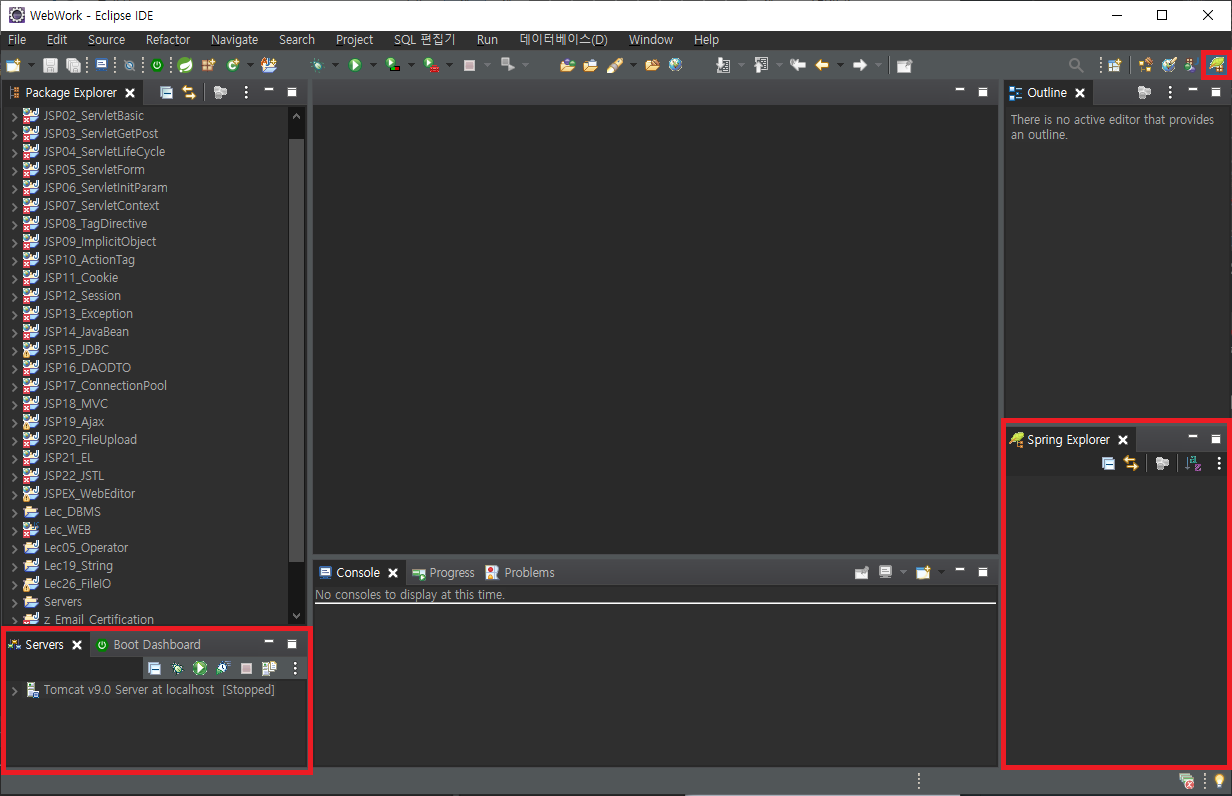 WebWork - Eclipse IDE
File Edit Source Refactor Navigate Search Project SQL 편집기 Run 데이터베이스(D) Window Help
Package Explorer
JSP02_ServletBasic
JSP03_ServletGetPost
JSP04_ServletLifeCycle
JSP05_ServletForm
JSP06_ServletInitParam
JSP07_ServletContext
JSP08_TagDirective
JSP09_ImplicitObject
JSP10_ActionTag
JSP11_Cookie
JSP12_Session
JSP13_Exception
JSP14_JavaBean
JSP15_JDBC
JSP16_DAODTO
JSP17_ConnectionPool
JSP18_MVC
JSP19_Ajax
JSP20_FileUpload
JSP21_EL
JSP22_JSTL
JSPEX_WebEditor
Lec_DBMS
Lec_WEB
Lec05_Operator
Lec19_String
Lec26_FileIO
Servers
z_Email_Certification
Servers Boot Dashboard
Tomcat v9.0 Server at localhost [Stopped]
Console Progress Problems
No consoles to display at this time.
Outline
There is no active editor that provides
an outline.
Spring Explorer